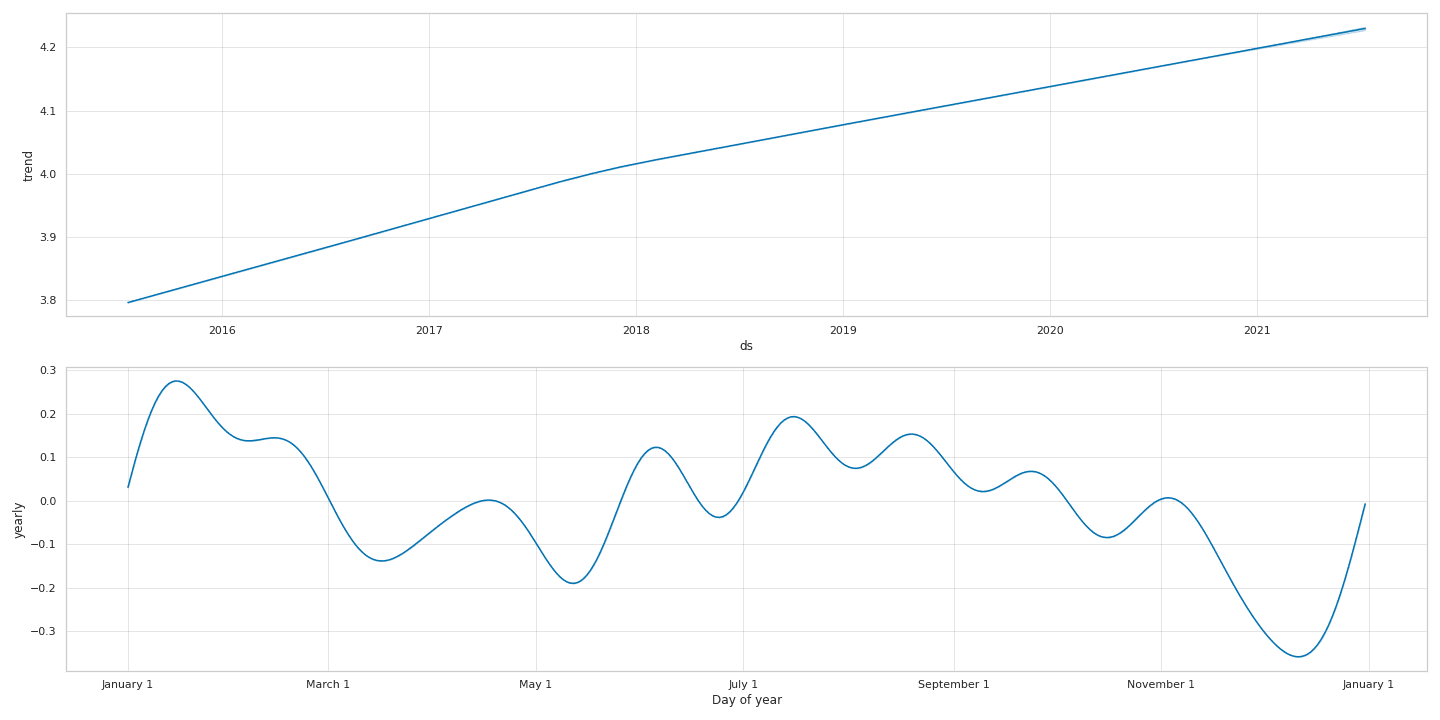 4.2
4.1
4.0
3.9
3.8
trend
2016 2017 2018 2019 2020 2021
ds
0.3
0.2
0.1
0.0
−0.1
−0.2
−0.3
yearly
January 1 March 1 May 1 July 1 September 1 November 1 January 1
Day of year